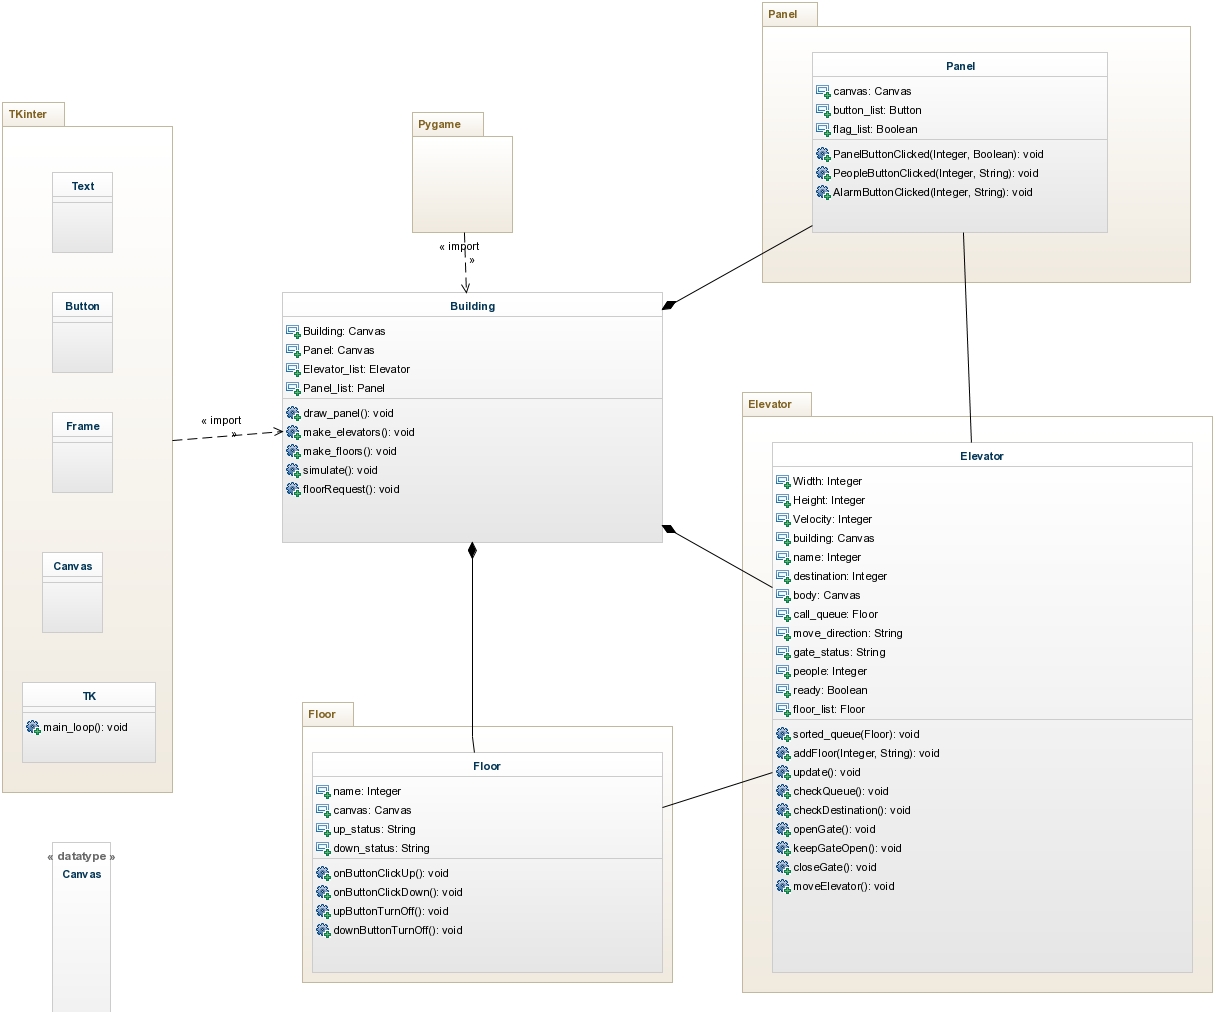 TKinter
Text
Button
Frame
Canvas
TK
main_loop(): void
« datatype »
Canvas
Pygame
« import
»
« import
»
Building
Building: Canvas
Panel: Canvas
Elevator_list: Elevator
Panel_list: Panel
draw_panel(): void
make_elevators(): void
make_floors(): void
simulate(): void
floorRequest(): void
Panel
Panel
canvas: Canvas
button_list: Button
flag_list: Boolean
PanelButtonClicked(Integer, Boolean): void
PeopleButtonClicked(Integer, String): void
AlarmButtonClicked(Integer, String): void
Floor
Floor
name: Integer
canvas: Canvas
up_status: String
down_status: String
onButtonClickUp(): void
onButtonClickDown(): void
upButtonTurnOff(): void
downButtonTurnOff(): void
Elevator
Elevator
Width: Integer
Height: Integer
Velocity: Integer
building: Canvas
name: Integer
destination: Integer
body: Canvas
call_queue: Floor
move_direction: String
gate_status: String
people: Integer
ready: Boolean
floor_list: Floor
sorted_queue(Floor): void
addFloor(Integer, String): void
update(): void
checkQueue(): void
checkDestination(): void
openGate(): void
keepGateOpen(): void
closeGate(): void
moveElevator(): void